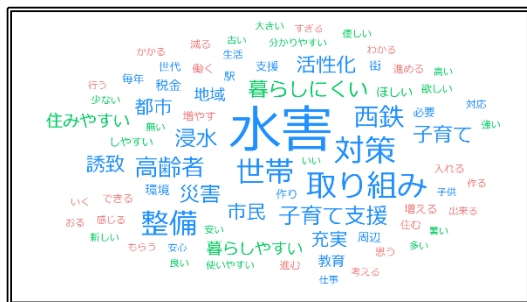 大きい すぎる
かかる 減る 古い 分かりやすい 優しい
世代 生活 わかる
毎年 働く 駅 支援 活性化 街 進める 高い
行う 税金 地域 暮らしにくい ほしい 欲しい
少ない 都市 増やす 水害 西鉄 必要 対応
住みやすい 無い 浸水 子育て 強い
しやすい 対策
誘致 高齢者 世帯 いい 取り組み 入れる 作る
環境 災害 作り 子供
いく できる 市民 子育て支援 増える 出来る
おる 感じる 整備 安い 充実 周辺 住む 暑い
新しい もらう 安心 暮らしやすい 思う 多い
良い 使いやすい 進む 教育 考える
仕事